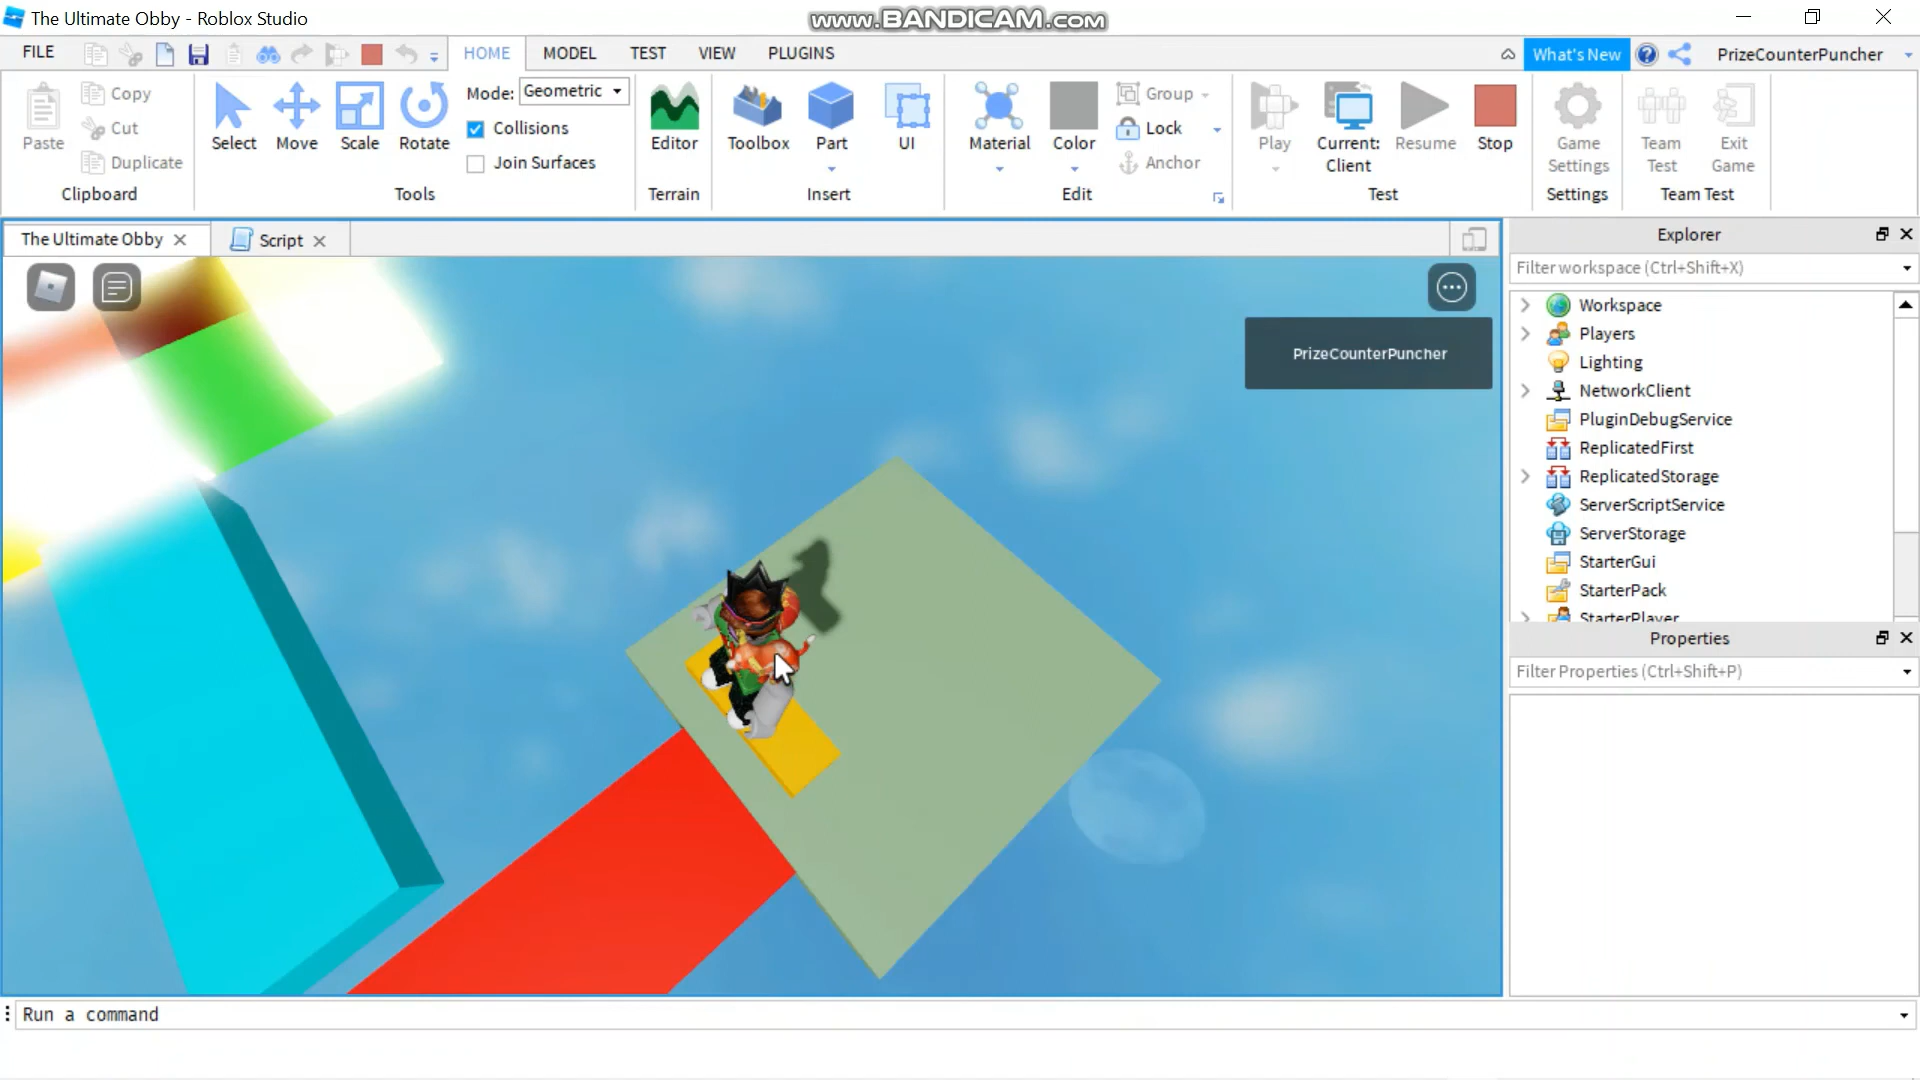 The Ultimate Obby - Roblox Studio
www.BANDICAM.com
FILE
HOME
MODEL
TEST
VIEW
PLUGINS
What's New
PrizeCounterPuncher
Paste
Copy
Cut
Duplicate
Clipboard
Select
Move
Scale
Rotate
Mode: Geometric
Collisions
Join Surfaces
Tools
Editor
Terrain
Toolbox
Part
UI
Insert
Material
Color
Group
Lock
Anchor
Edit
Play
Current:
Client
Resume
Stop
Test
Game
Settings
Settings
Team
Test
Exit
Game
Team Test
The Ultimate Obby
Script
PrizeCounterPuncher
Explorer
Filter workspace (Ctrl+Shift+X)
Workspace
Players
Lighting
NetworkClient
PluginDebugService
ReplicatedFirst
ReplicatedStorage
ServerScriptService
ServerStorage
StarterGui
StarterPack
StarterPlayer
Properties
Filter Properties (Ctrl+Shift+P)
Run a command